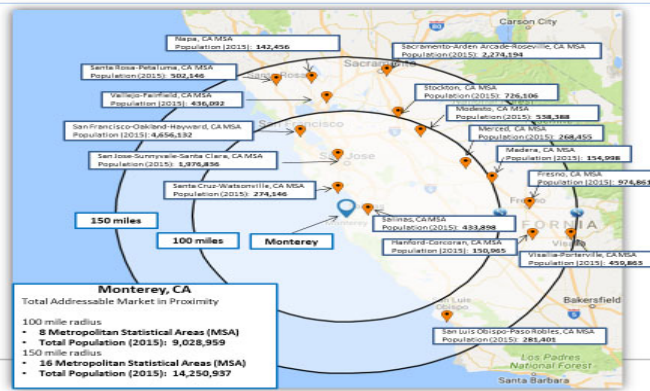 Carson City
Napa, CA MSA
Population (2015): 142,456
Sacramento-Arden Arcade-Roseville, CA MSA
Population (2015): 2,274,194
Santa Rosa-Petaluma, CA MSA
Population (2015): 502,146
Sacramento
Vallejo-Fairfield, CA MSA
Population (2015): 436,092
Stockton, CA MSA
Population (2015): 726,106
Modesto, CA MSA
Population (2015): 538,388
San Francisco-Oakland-Hayward, CA MSA
Population (2015): 4,656,132
San Francisco
Merced, CA MSA
Population (2015): 268,455
San Jose-Sunnyvale-Santa Clara, CA MSA
Population (2015): 1,976,836
San Jose
Madera, CA MSA
Population (2015): 154,998
Santa Cruz-Watsonville, CA MSA
Population (2015): 274,146
Fresno, CA MSA
Population (2015): 974,861
150 miles
100 miles
Monterey
Salinas, CA MSA
Population (2015): 433,898
Hanford-Corcoran, CA MSA
Population (2015): 150,965
FORNIA
Visalia-Porterville, CA MSA
Population (2015): 459,863
Monterey, CA
Total Addressable Market in Proximity
100 mile radius
• 8 Metropolitan Statistical Areas (MSA)
• Total Population (2015): 9,028,959
150 mile radius
• 16 Metropolitan Statistical Areas (MSA)
• Total Population (2015): 14,250,937
Bakersfield
San Luis Obispo
San Luis Obispo-Paso Robles, CA MSA
Population (2015): 281,401
Los Padres
National Forest
Santa Barbara